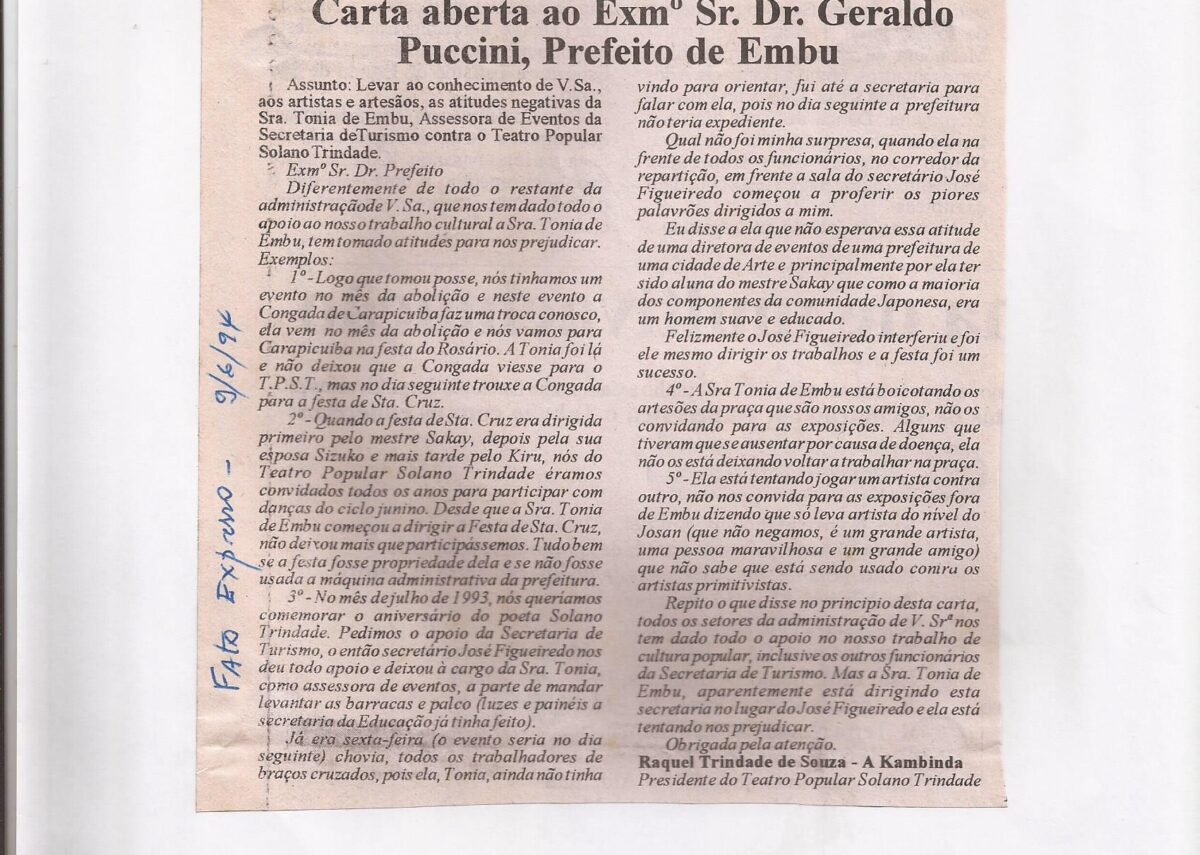 Carta aberta ao Exmº Sr. Dr. Geraldo
Puccini, Prefeito de Embu
Assunto: Levar ao conhecimento de V.Sa.,
aos artistas e artesãos, as atitudes negativas da
Sra. Tonia de Embu, Assessora de Eventos da
Secretaria deTurismo contra o Teatro Popular
Solano Trindade.
Exmº Sr. Dr. Prefeito
Diferentemente de todo o restante da
administraçãode V. Sa., que nos tem dado todo o
apoio ao nosso trabalho cultural a Sra. Tonia de
Embu, tem tomado atitudes para nos prejudicar.
Exemplos:
1º - Logo que tomou posse, nós tinhamos um
evento no mês da abolição e neste evento a
Congada de Carapicuiba faz uma troca conosco,
ela vem no mês da abolição e nós vamos para
Carapicuiba na festa do Rosário. A Tonia foi lá
e não deixou que a Congada viesse para o
T.P.S.T., mas no dia seguinte trouxe a Congada
para a festa de Sta. Cruz.
2º - Quando a festa de Sta. Cruz era dirigida
primeiro pelo mestre Sakay, depois pela sua
esposa Sizuko e mais tarde pelo Kiru, nós do
Teatro Popular Solano Trindade éramos
convidados todos os anos para participar com
danças do ciclo junino. Desde que a Sra. Tonia
de Embu começou a dirigir a Festa de Sta. Cruz,
não deixou mais que participássemos. Tudo bem
se a festa fosse propriedade dela e se não fosse
usada a máquina administrativa da prefeitura.
3º - No mês de julho de 1993, nós queríamos
comemorar o aniversário do poeta Solano
Trindade. Pedimos o apoio da Secretaria de
Turismo, o então secretário José Figueiredo nos
deu todo apoio e deixou à cargo da Sra. Tonia,
como assessora de eventos, a parte de mandar
levantar as barracas e palco (luzes e painéis a
secretaria da Educação já tinha feito).
Já era sexta-feira (o evento seria no dia
seguinte) chovia, todos os trabalhadores de
braços cruzados, pois ela, Tonia, ainda não tinha
vindo para orientar, fui até a secretaria para
falar com ela, pois no dia seguinte a prefeitura
não teria expediente.
Qual não foi minha surpresa, quando ela na
frente de todos os funcionários, no corredor da
repartição, em frente a sala do secretário José
Figueiredo começou a proferir os piores
palavrões dirigidos a mim.
Eu disse a ela que não esperava essa atitude
de uma diretora de eventos de uma prefeitura de
uma cidade de Arte e principalmente por ela ter
sido aluna do mestre Sakay que como a maioria
dos componentes da comunidade Japonesa, era
um homem suave e educado.
Felizmente o José Figueiredo interferiu e foi
ele mesmo dirigir os trabalhos e a festa foi um
sucesso.
4º - A Sra Tonia de Embu está boicotando os
artesões da praça que são nossos amigos, não os
convidando para as exposições. Alguns que
tiveram que se ausentar por causa de doença, ela
não os está deixando voltar a trabalhar na praça.
5º - Ela está tentando jogar um artista contra
outro, não nos convida para as exposições fora
de Embu dizendo que só leva artista do nível do
Josan (que não negamos, é um grande artista,
uma pessoa maravilhosa e um grande amigo)
que não sabe que está sendo usado contra os
artistas primitivistas.
Repito o que disse no princípio desta carta,
todos os setores da administração de V. Srª nos
tem dado todo o apoio no nosso trabalho de
cultura popular, inclusive os outros funcionários
da Secretaria de Turismo. Mas a Sra. Tonia de
Embu, aparentemente está dirigindo esta
secretaria no lugar do José Figueiredo e ela está
tentando nos prejudicar.
Obrigada pela atenção.
Raquel Trindade de Souza - A Kambinda
Presidente do Teatro Popular Solano Trindade
FAto Expresso - 9/6/94